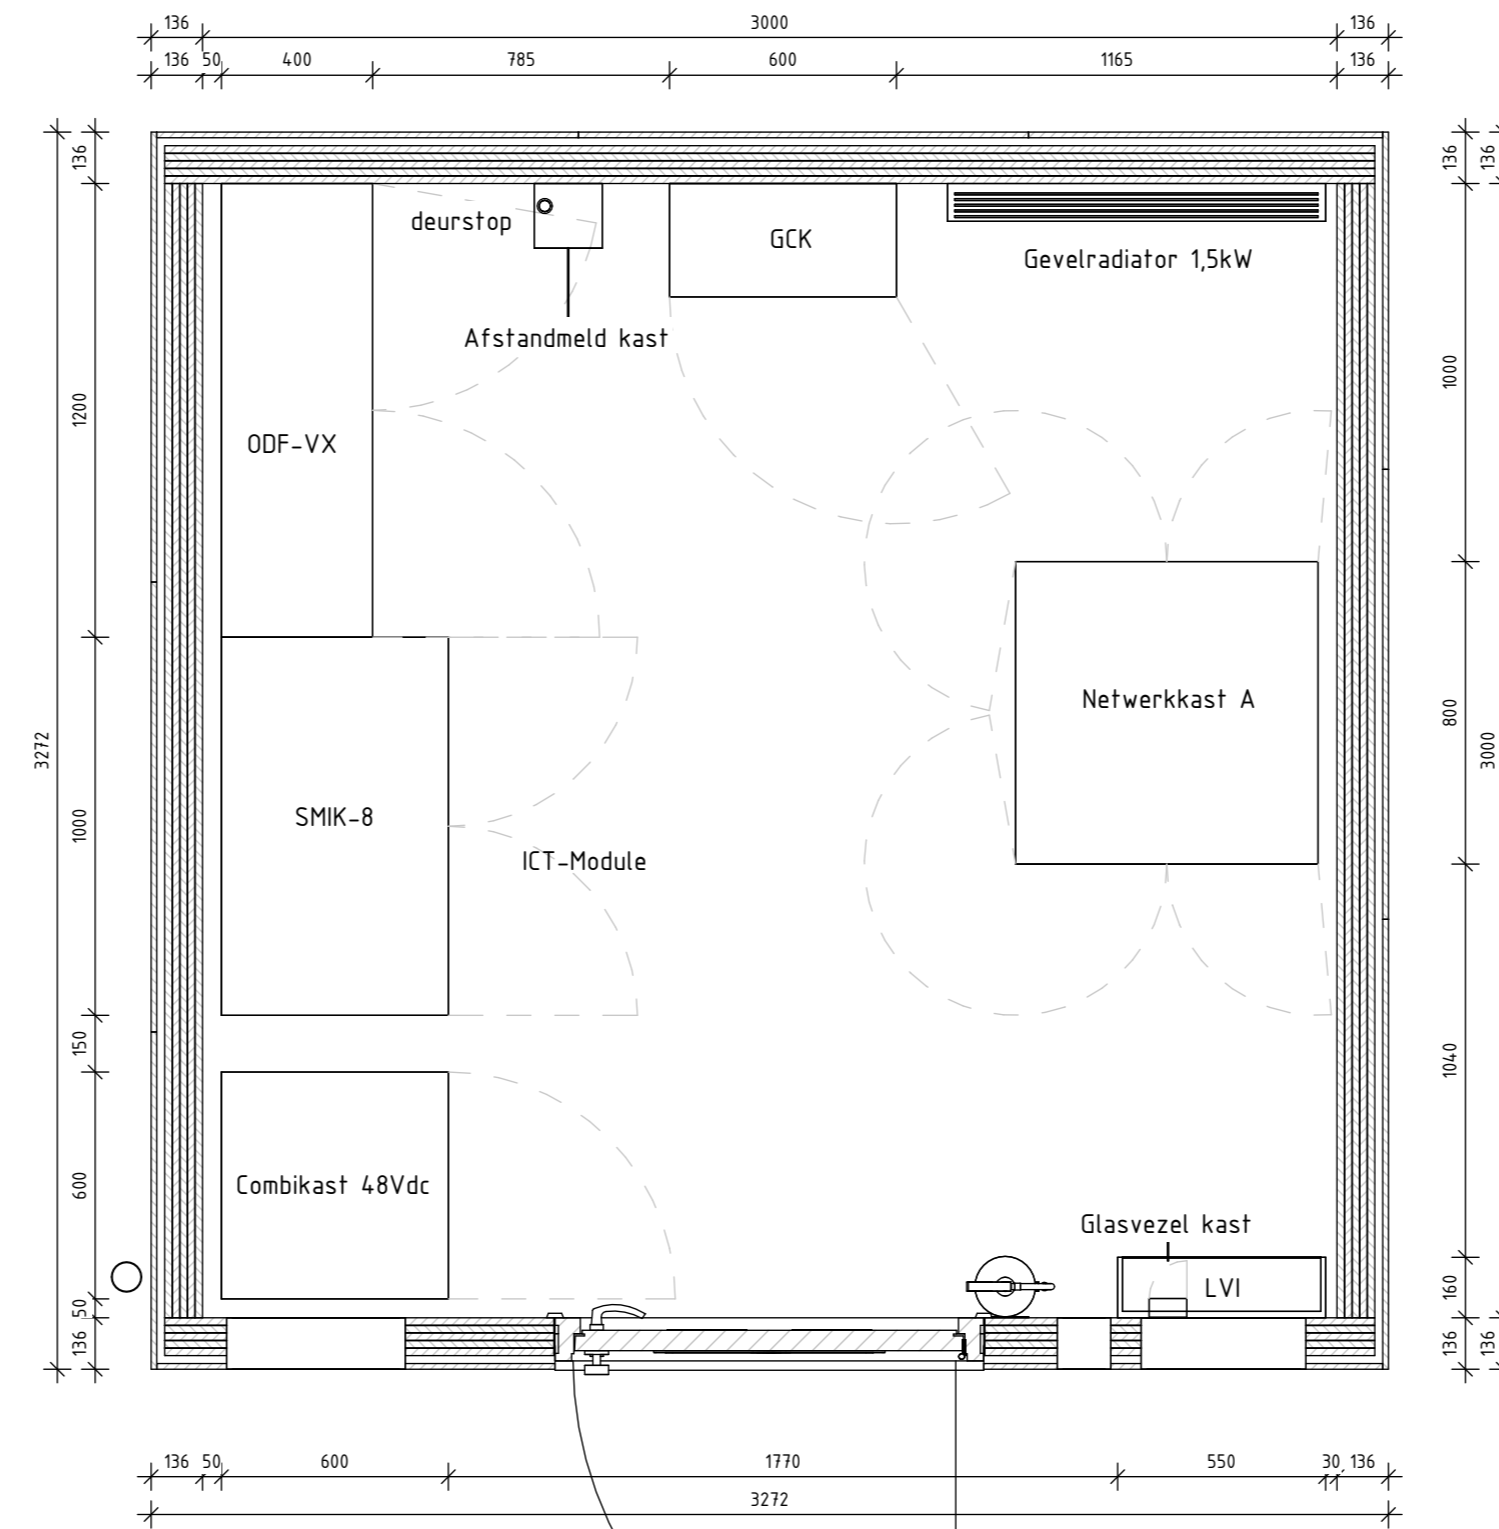 136 3000 136
136 50 400 785 600 1165 136
136
136 136
deurstop
GCK
Gevelradiator 1,5kW
Afstandmeld kast
1000
1200
ODF-VX
Netwerkkast A
800
3272
3000
SMIK-8
1000
ICT-Module
150
1040
600
Combikast 48Vdc
Glasvezel kast
LVI
160
50
136
136 136
136 50 600 1770 550 30 136
3272